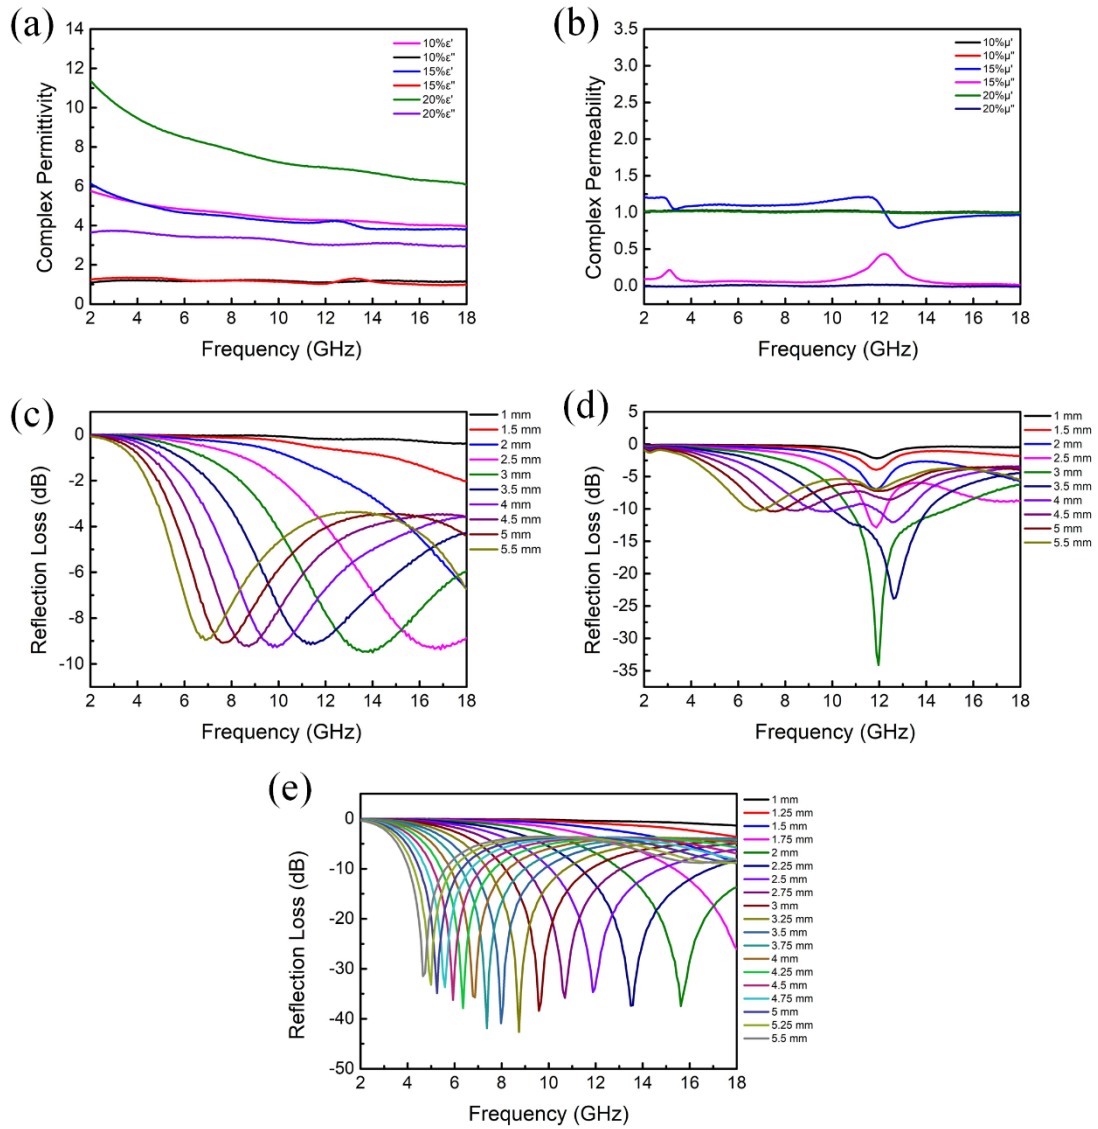 (a)
14
12
10
8
6
4
2
0
Complex Permittivity
10%ε'
10%ε"
15%ε'
15%ε"
20%ε'
20%ε"
2 4 6 8 10 12 14 16 18
Frequency (GHz)
(b)
3.5
3.0
2.5
2.0
1.5
1.0
0.5
0.0
Complex Permeability
10%μ'
10%μ"
15%μ'
15%μ"
20%μ'
20%μ"
2 4 6 8 10 12 14 16 18
Frequency (GHz)
(c)
0
-2
-4
-6
-8
-10
Reflection Loss (dB)
1 mm
1.5 mm
2 mm
2.5 mm
3 mm
3.5 mm
4 mm
4.5 mm
5 mm
5.5 mm
2 4 6 8 10 12 14 16 18
Frequency (GHz)
(d)
5
0
-5
-10
-15
-20
-25
-30
-35
Reflection Loss (dB)
1 mm
1.5 mm
2 mm
2.5 mm
3 mm
3.5 mm
4 mm
4.5 mm
5 mm
5.5 mm
2 4 6 8 10 12 14 16 18
Frequency (GHz)
(e)
0
-10
-20
-30
-40
-50
Reflection Loss (dB)
1 mm
1.25 mm
1.5 mm
1.75 mm
2 mm
2.25 mm
2.5 mm
2.75 mm
3 mm
3.25 mm
3.5 mm
3.75 mm
4 mm
4.25 mm
4.5 mm
4.75 mm
5 mm
5.25 mm
5.5 mm
2 4 6 8 10 12 14 16 18
Frequency (GHz)